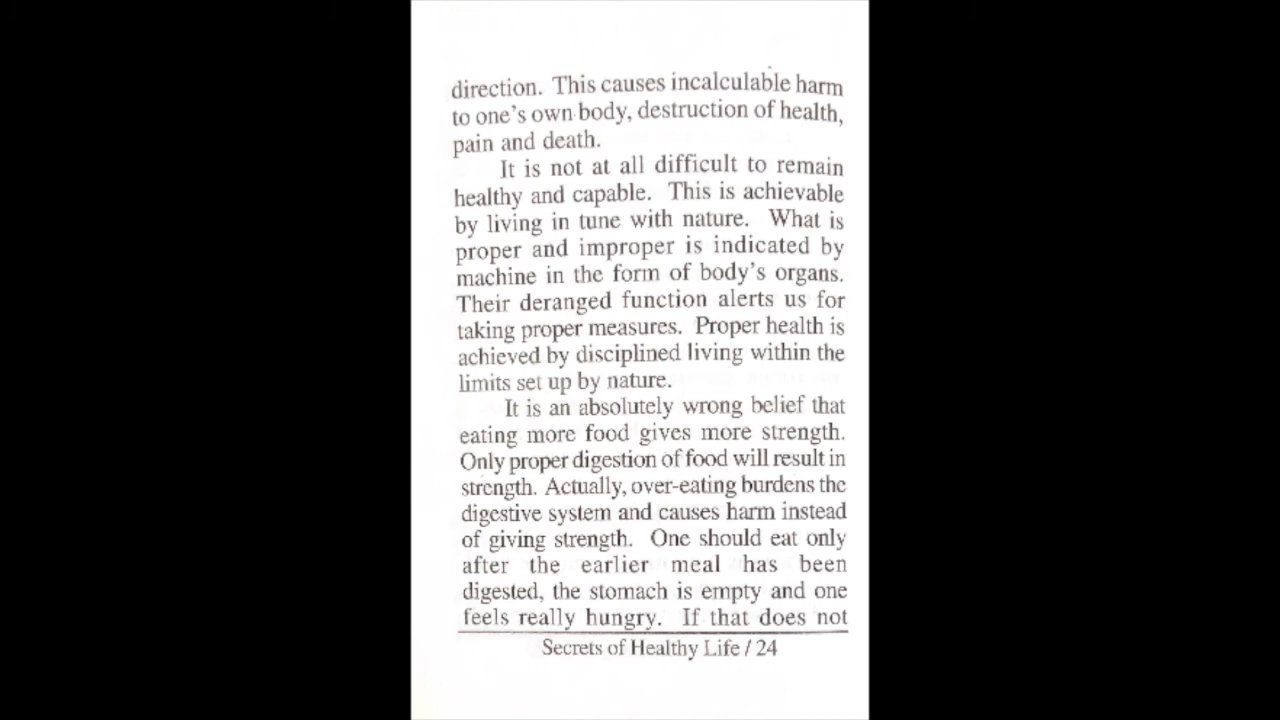 direction. This causes incalculable harm
to one's own body, destruction of health,
pain and death.
It is not at all difficult to remain
healthy and capable. This is achievable
by living in tune with nature. What is
proper and improper is indicated by
machine in the form of body's organs.
Their deranged function alerts us for
taking proper measures. Proper health is
achieved by disciplined living within the
limits set up by nature.
It is an absolutely wrong belief that
eating more food gives more strength.
Only proper digestion of food will result in
strength. Actually, over-eating burdens the
digestive system and causes harm instead
of giving strength. One should eat only
after the earlier meal has been
digested, the stomach is empty and one
feels really hungry. If that does not
Secrets of Healthy Life / 24